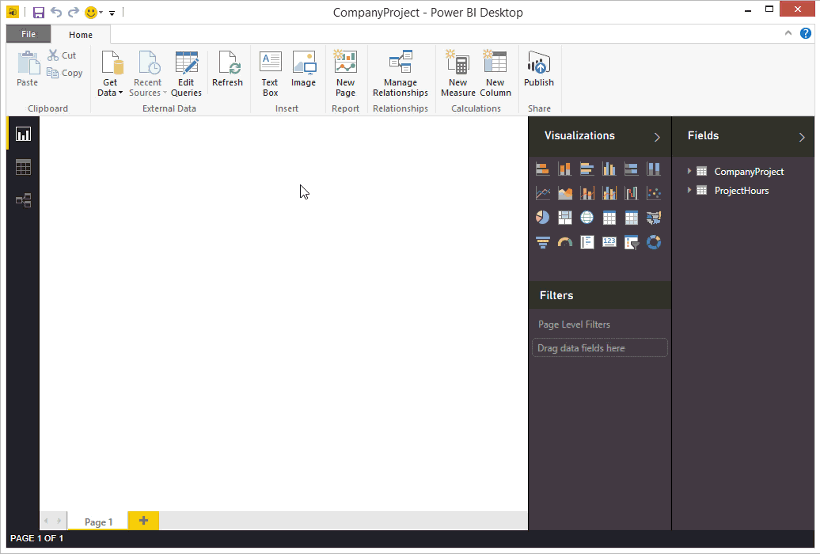 CompanyProject - Power BI Desktop
File Home
Paste
Cut
Copy
Get Data
Recent Sources
Edit Queries
Refresh
Text Box
Image
New Page
Manage Relationships
New Measure
New Column
Publish
Clipboard External Data Insert Report Relationships Calculations Share
Visualizations
Fields
CompanyProject
ProjectHours
123
Filters
Page Level Filters
Drag data fields here
Page 1
PAGE 1 OF 1